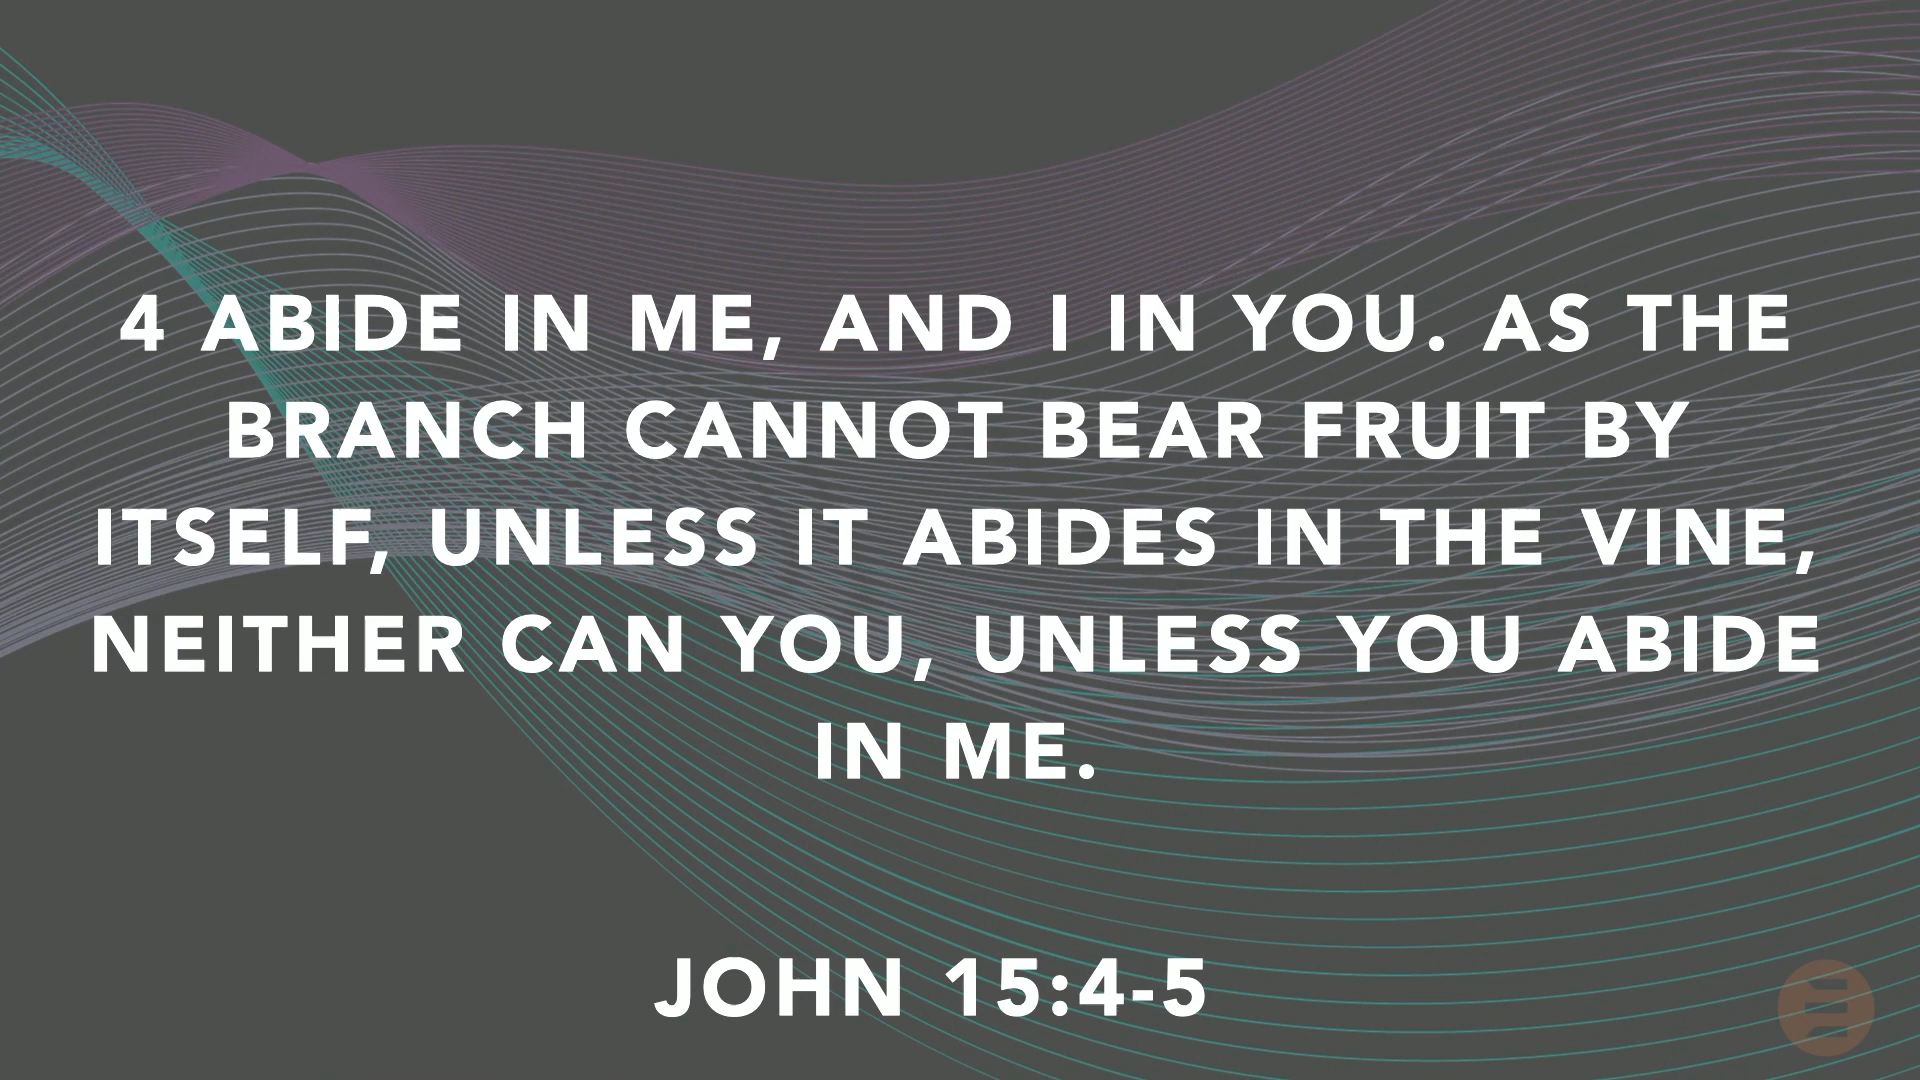 4 ABIDE IN ME, AND I IN YOU. AS THE
BRANCH CANNOT BEAR FRUIT BY
ITSELF, UNLESS IT ABIDES IN THE VINE,
NEITHER CAN YOU, UNLESS YOU ABIDE
IN ME.
JOHN 15:4-5